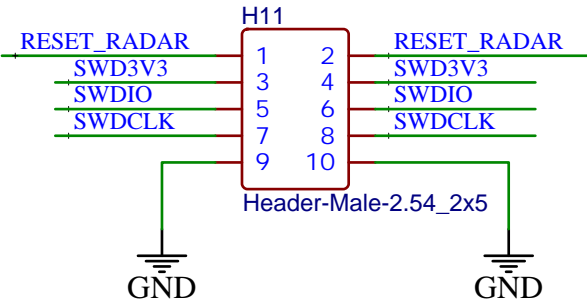 H11
RESET_RADAR 1 2 RESET_RADAR
SWD3V3 3 4 SWD3V3
SWDIO 5 6 SWDIO
SWDCLK 7 8 SWDCLK
9 10
Header-Male-2.54_2x5
GND GND